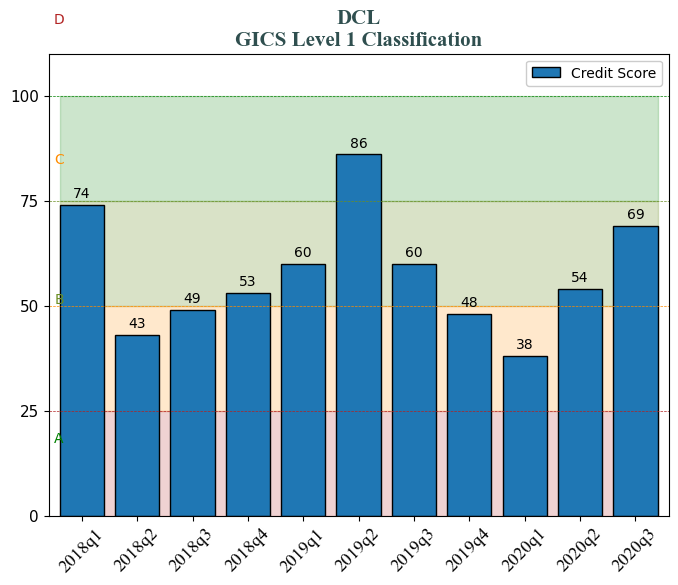 D
DCL
GICS Level 1 Classification
Credit Score
100
C
86
75
74
69
60
60
54
53
50
B
49
48
43
38
25
A
0
2018q1
2018q2
2018q3
2018q4
2019q1
2019q2
2019q3
2019q4
2020q1
2020q2
2020q3